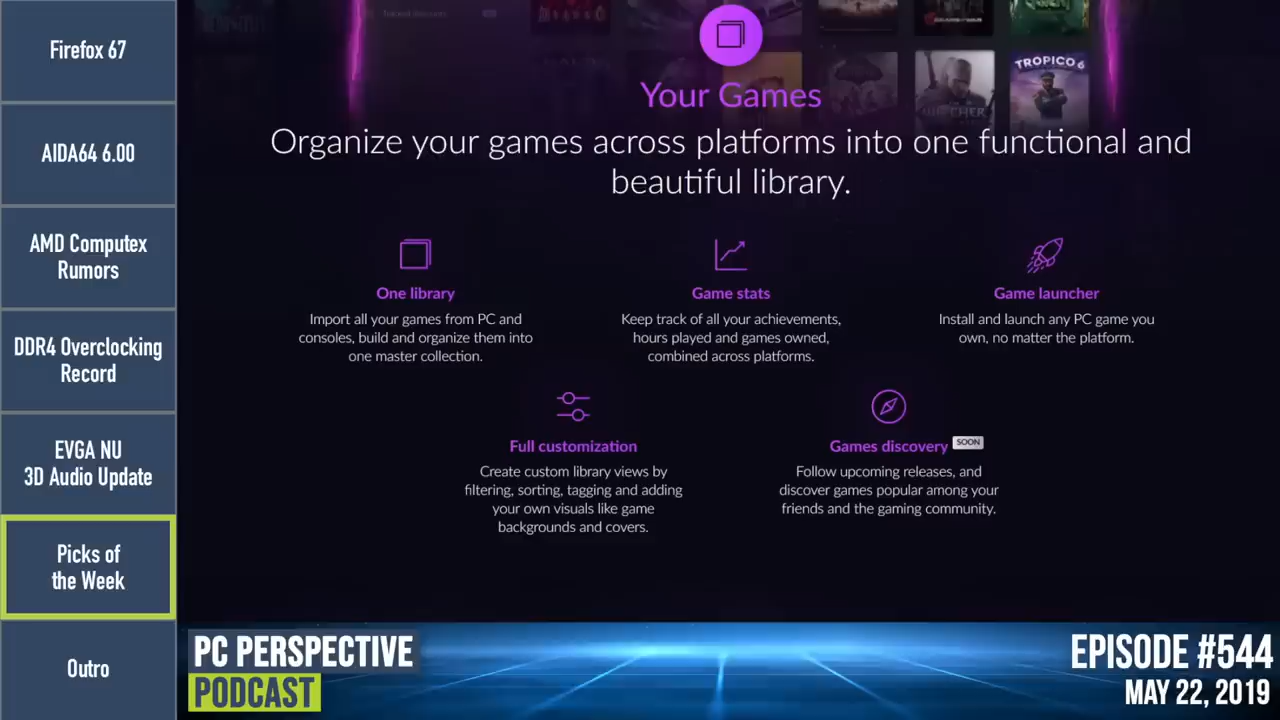 Firefox 67
AIDA64 6.00
AMD Computex
Rumors
DDR4 Overclocking
Record
EVGA NU
3D Audio Update
Picks of
the Week
Outro
TROPICO 6
WITCHER
Your Games
Organize your games across platforms into one functional and
beautiful library.
One library
Import all your games from PC and
consoles, build and organize them into
one master collection.
Game stats
Keep track of all your achievements,
hours played and games owned,
combined across platforms.
Game launcher
Install and launch any PC game you
own, no matter the platform.
Full customization
Create custom library views by
filtering, sorting, tagging and adding
your own visuals like game
backgrounds and covers.
Games discovery SOON
Follow upcoming releases, and
discover games popular among your
friends and the gaming community.
PC PERSPECTIVE
PODCAST
EPISODE #544
MAY 22, 2019